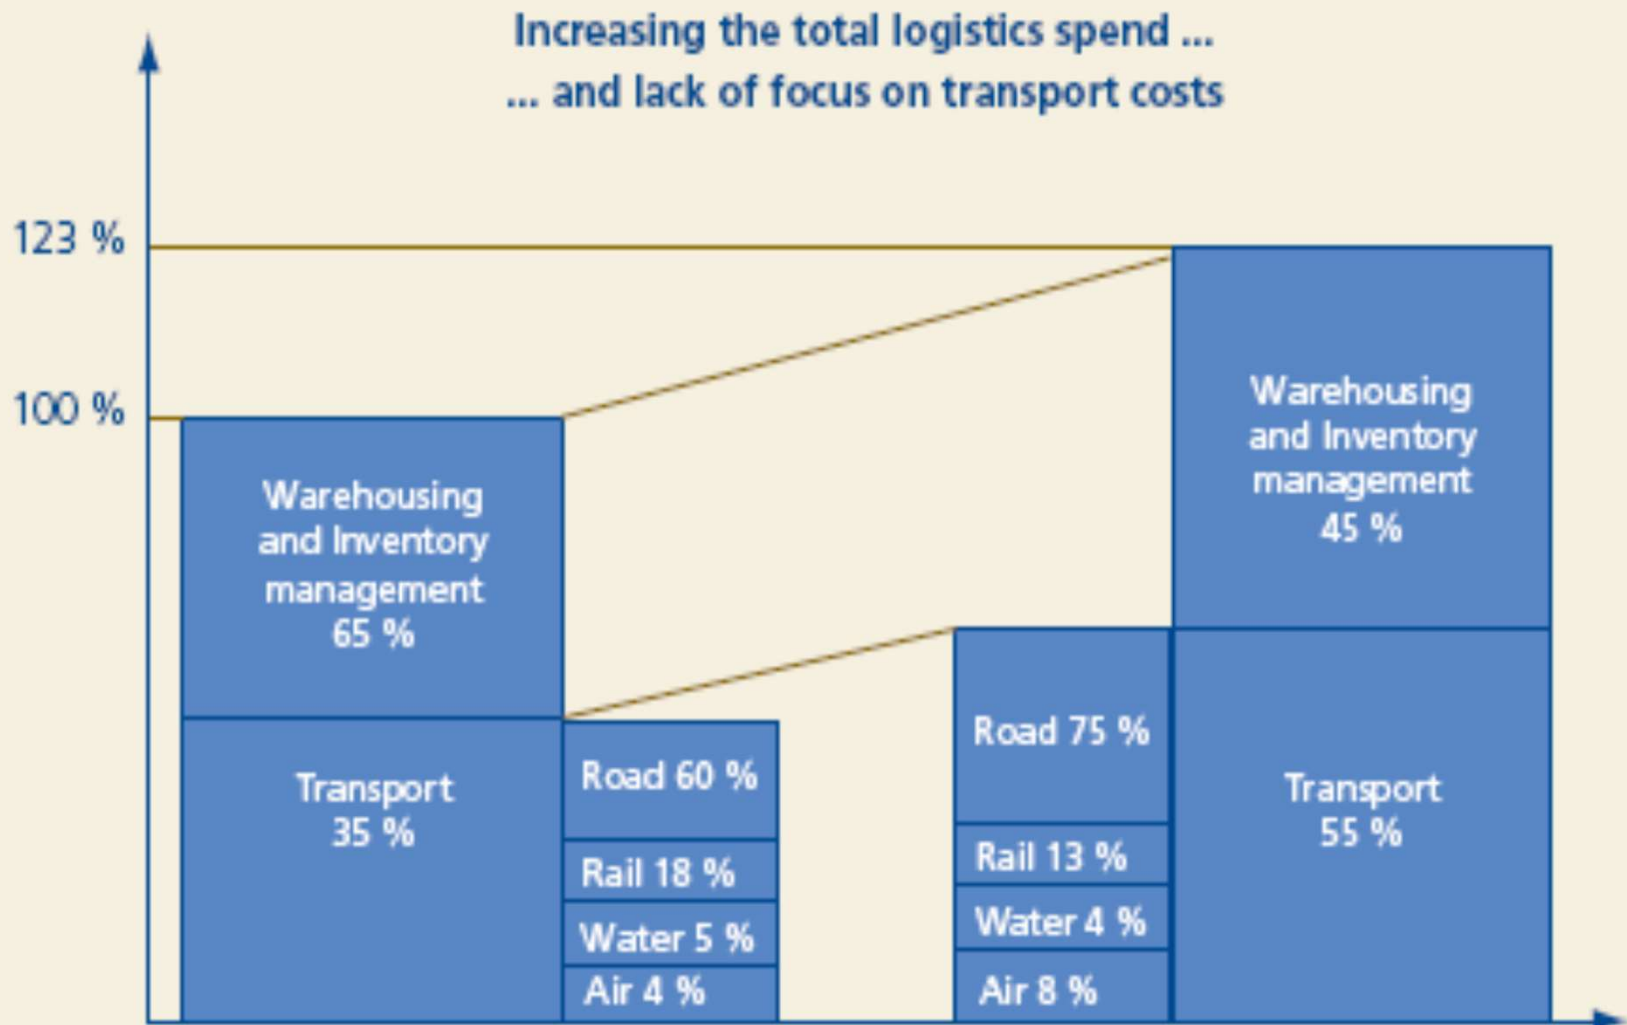 Increasing the total logistics spend ...
... and lack of focus on transport costs
123 %
100 %
Warehousing
and Inventory
management
65 %
Transport
35 %
Road 60 %
Rail 18 %
Water 5 %
Air 4 %
Road 75 %
Rail 13 %
Water 4 %
Air 8 %
Warehousing
and Inventory
management
45 %
Transport
55 %